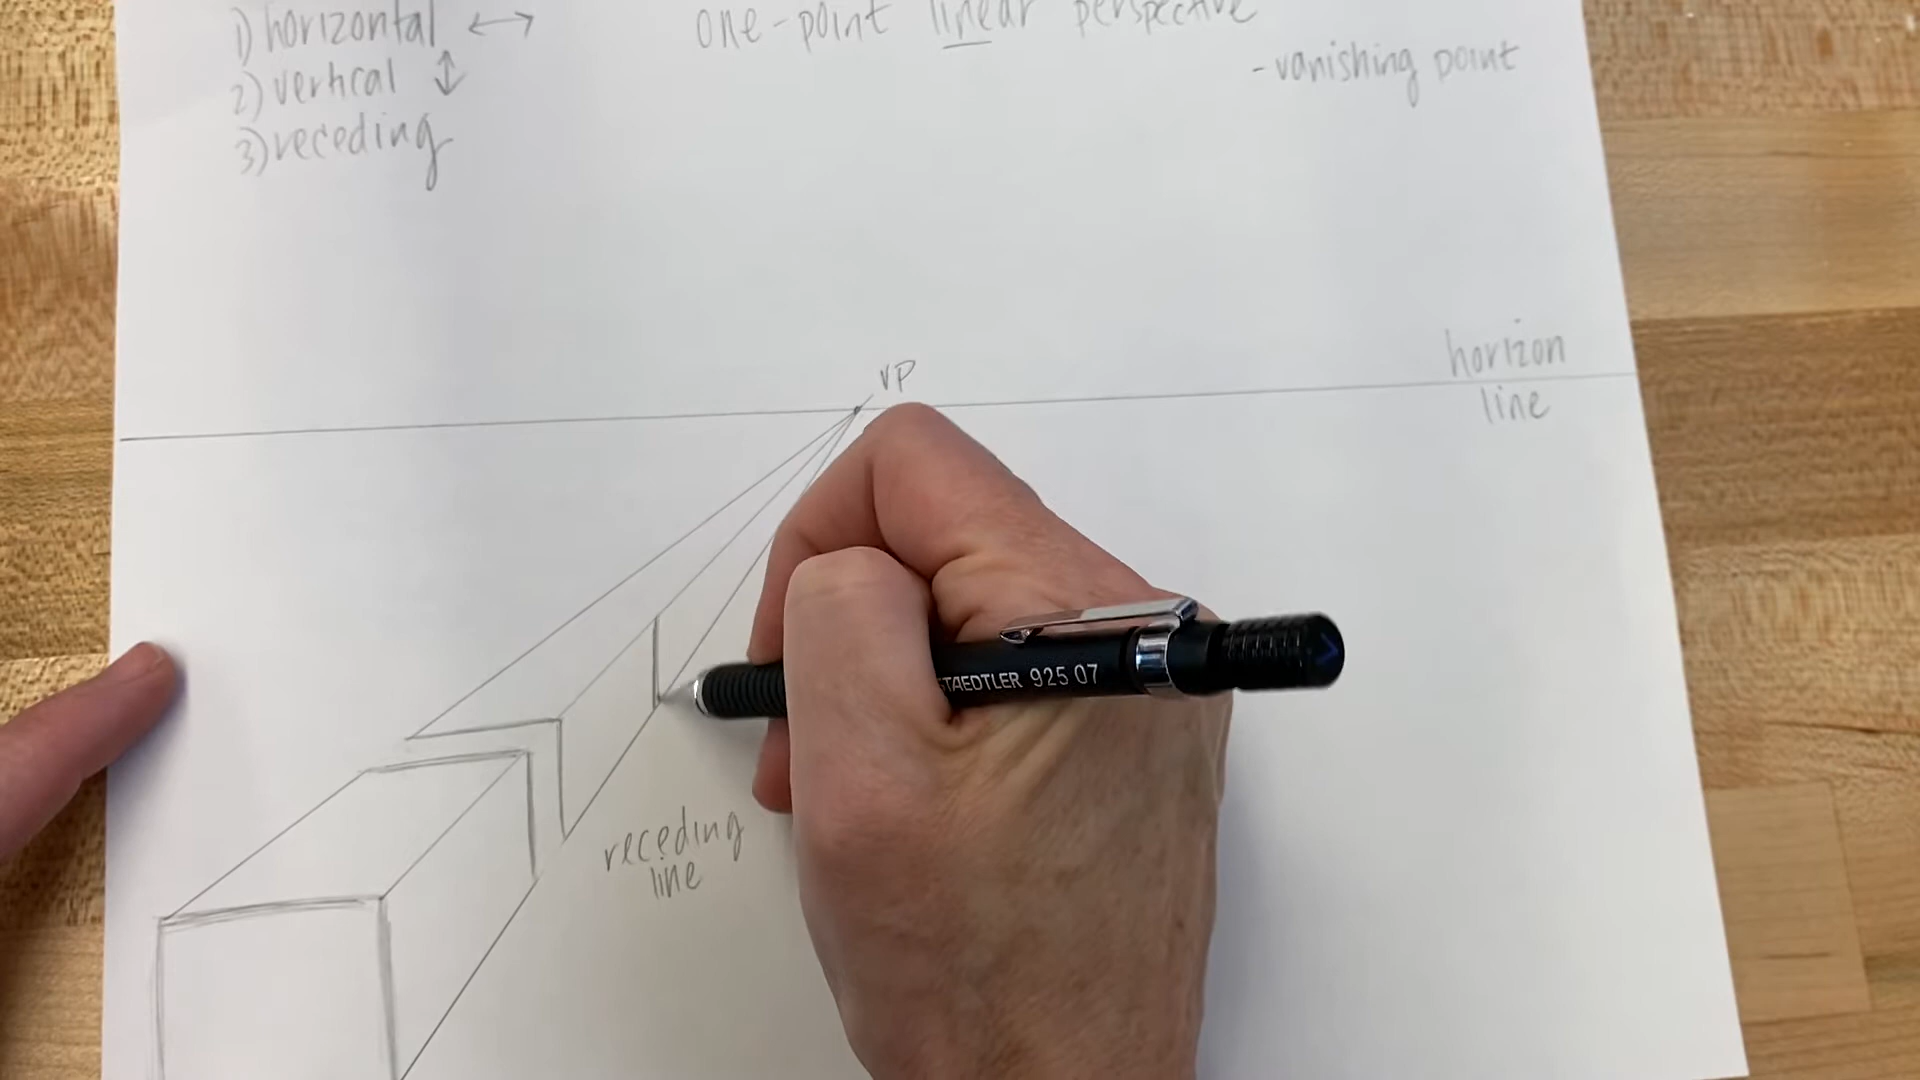 1) horizontal ↔
2) vertical ↕
3) receding
one-point linear perspective
-vanishing point
VP
horizon
line
STAEDTLER 925 07
receding
line